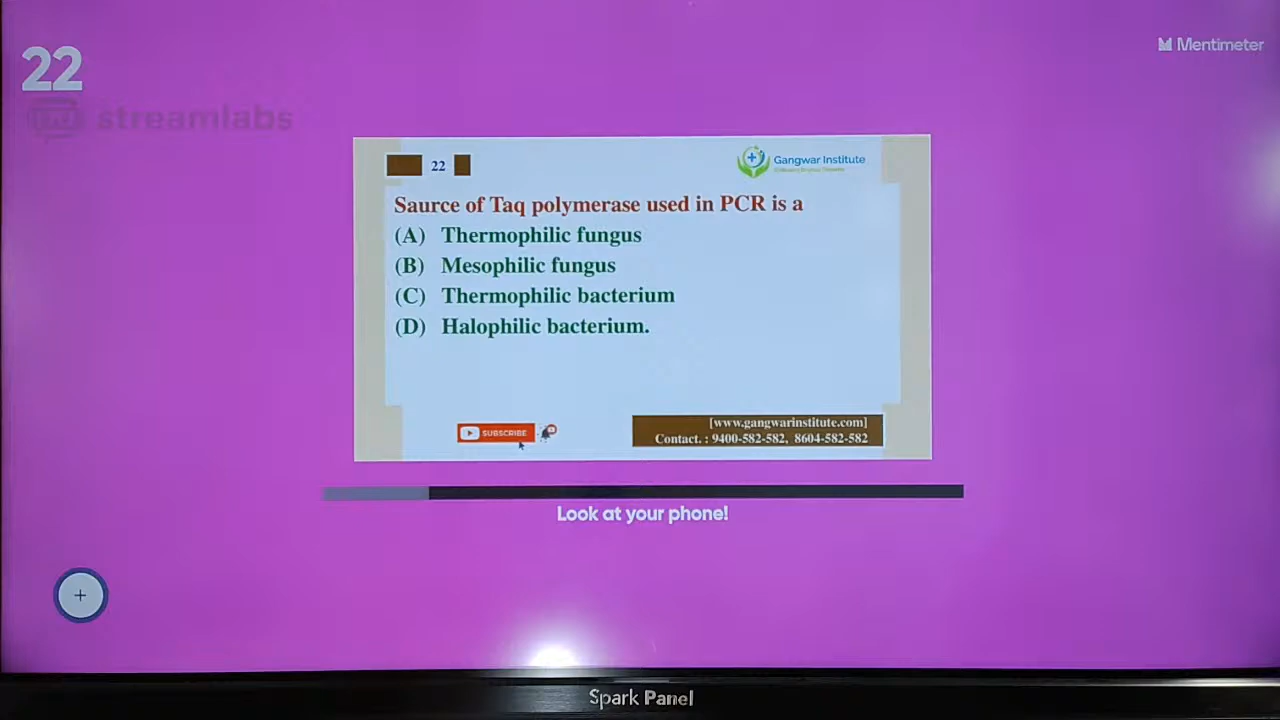 22
Mentimeter
streamlabs
22
Gangwar Institute
Saurce of Taq polymerase used in PCR is a
(A) Thermophilic fungus
(B) Mesophilic fungus
(C) Thermophilic bacterium
(D) Halophilic bacterium.
SUBSCRIBE
[www.gangwarinstitute.com]
Contact. : 9400-582-582, 8604-582-582
Look at your phone!
+
Spark Panel